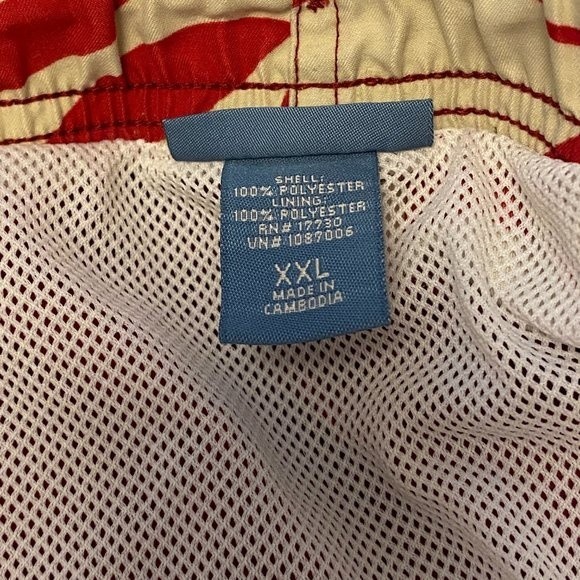 SHELL:
100% POLYESTER
LINING:
100% POLYESTER
RN# 17730
VN# 1087006
XXL
MADE IN
CAMBODIA